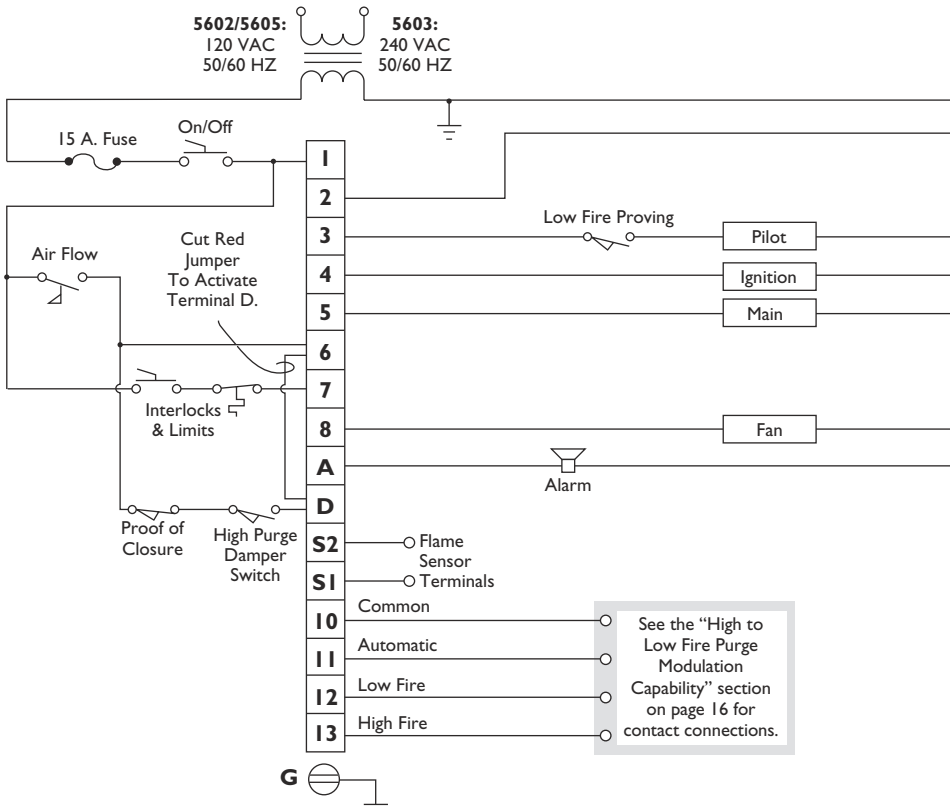 5602/5605:
120 VAC
50/60 HZ
5603:
240 VAC
50/60 HZ
15 A. Fuse
On/Off
Air Flow
Cut Red
Jumper
To Activate
Terminal D.
Interlocks
& Limits
Proof of
Closure
High Purge
Damper
Switch
1
2
3
4
5
6
7
8
A
D
S2
S1
10
11
12
13
G
Low Fire Proving
Pilot
Ignition
Main
Fan
Alarm
Flame
Sensor
Terminals
Common
Automatic
Low Fire
High Fire
See the “High to
Low Fire Purge
Modulation
Capability” section
on page 16 for
contact connections.